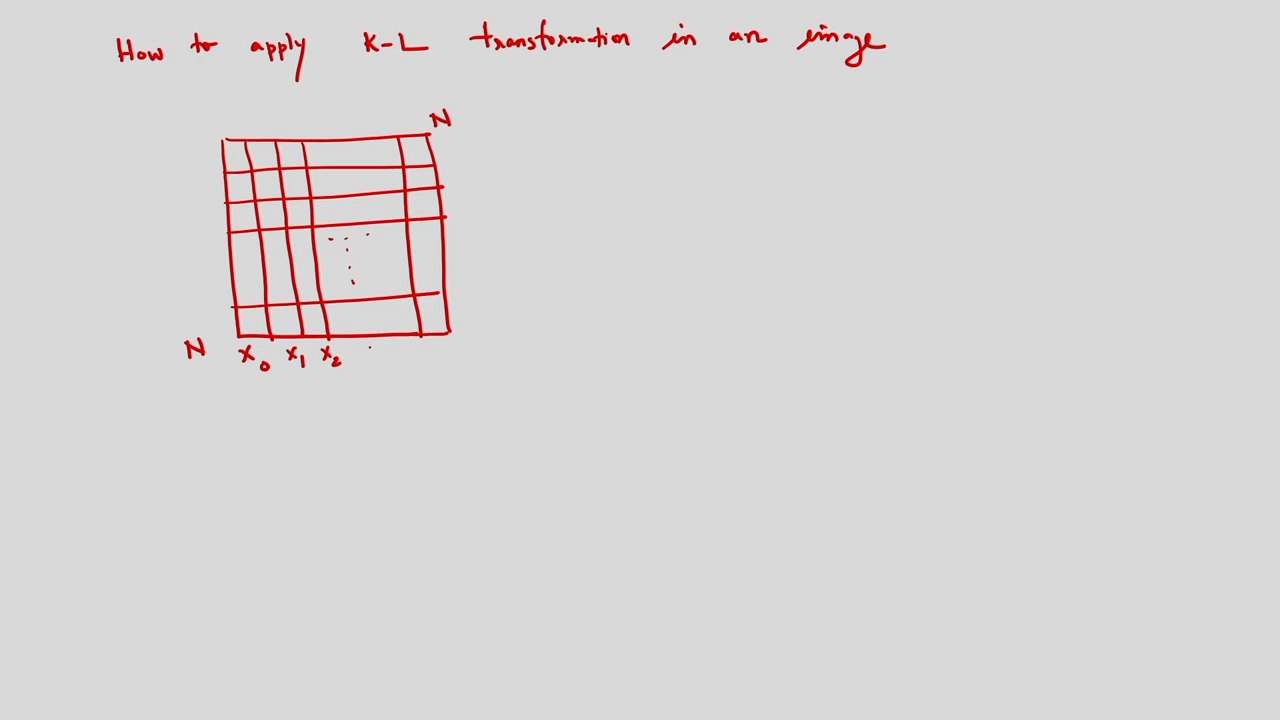 How to apply K-L transformation in an image
N
N X₀ X₁ X₂ .